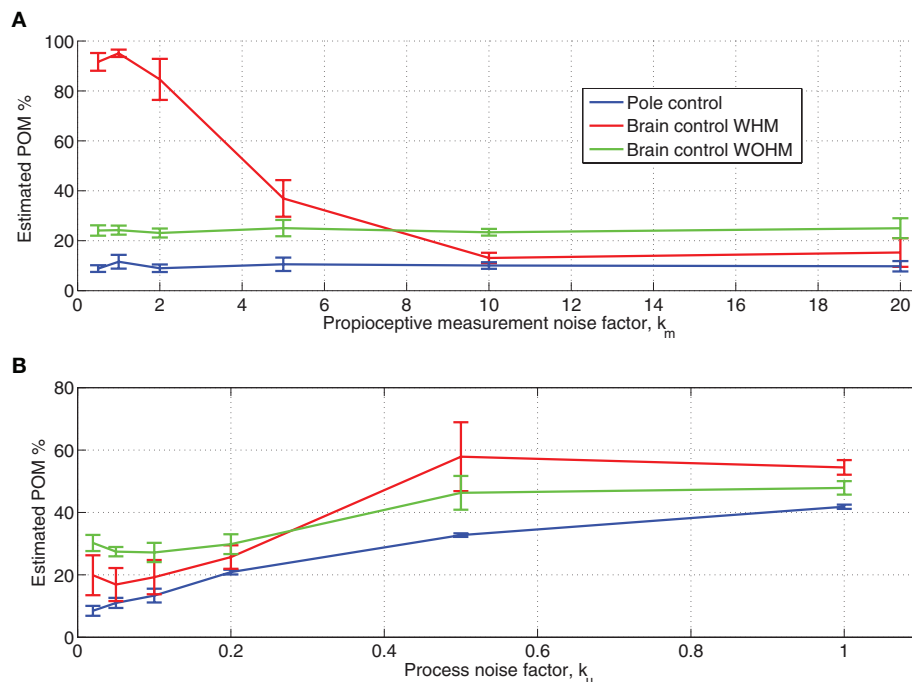 A
100
80
60
40
20
0
Estimated POM %
Pole control
Brain control WHM
Brain control WOHM
0 2 4 6 8 10 12 14 16 18 20
Propioceptive measurement noise factor, k_m
B
80
60
40
20
0
Estimated POM %
0 0.2 0.4 0.6 0.8 1
Process noise factor, k_u